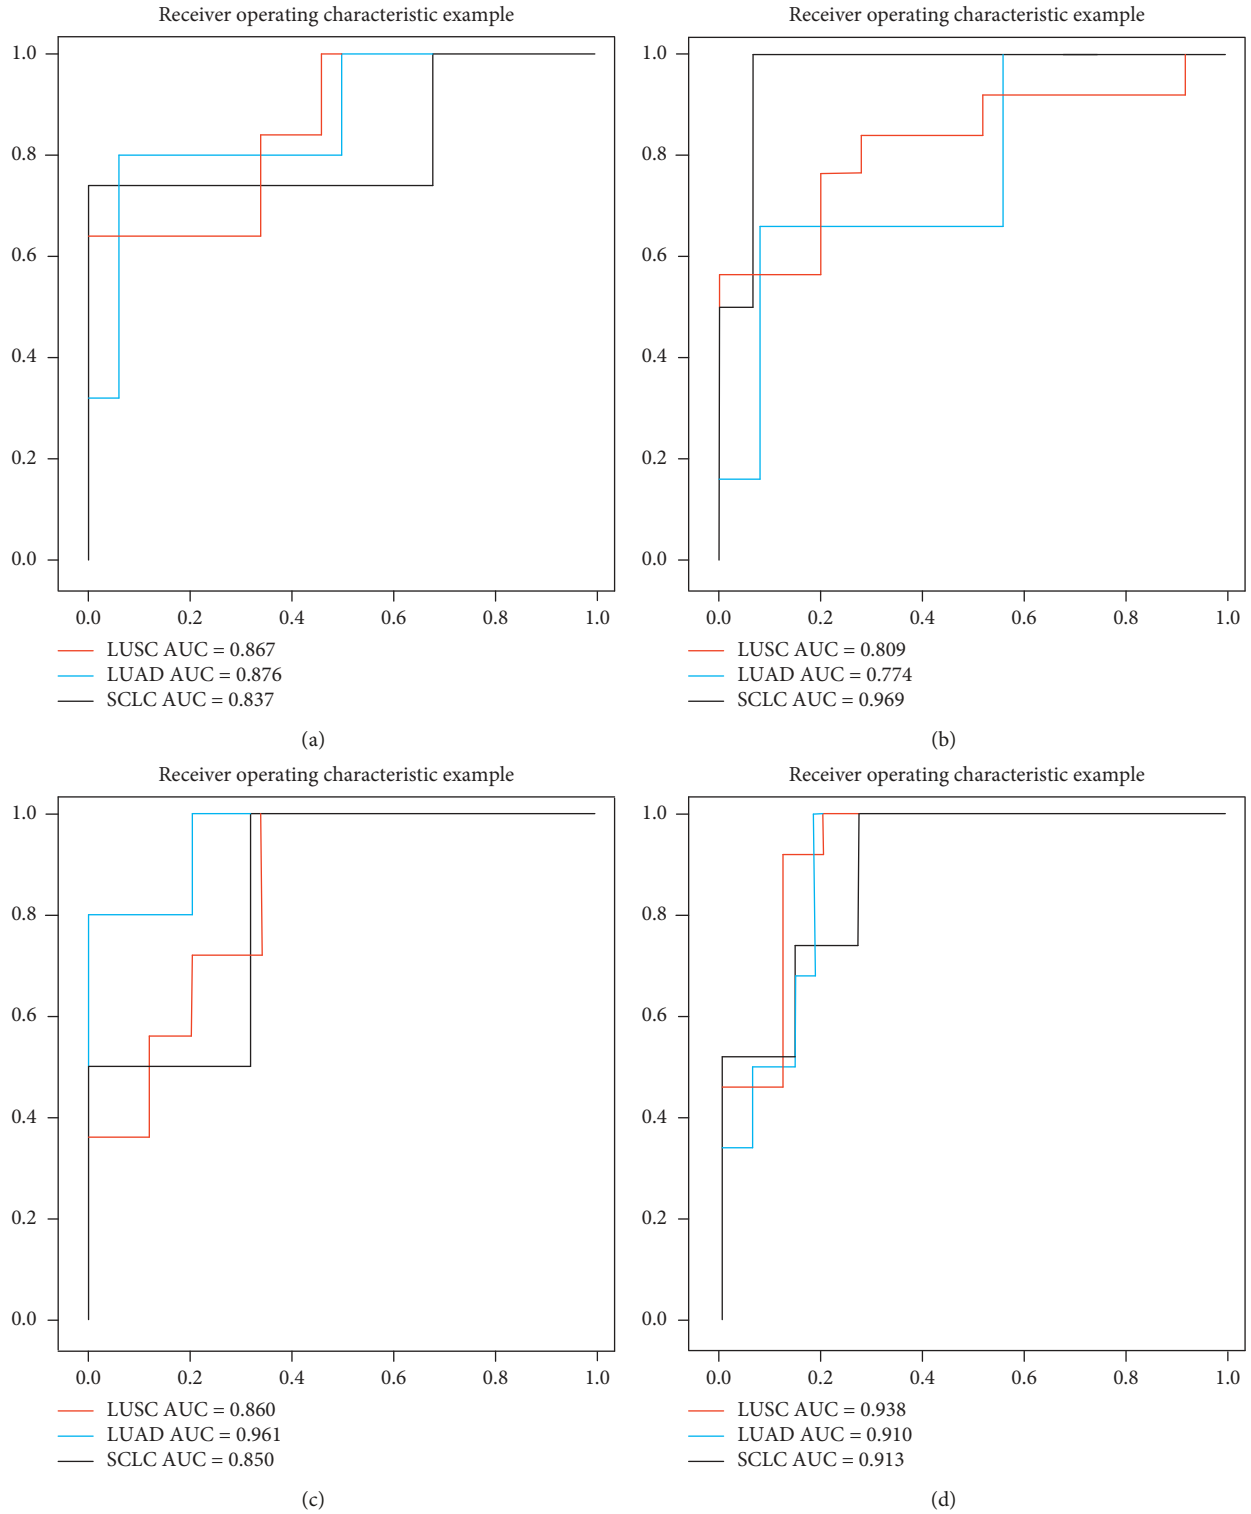 Receiver operating characteristic example
1.0
0.8
0.6
0.4
0.2
0.0
0.0 0.2 0.4 0.6 0.8 1.0
LUSC AUC = 0.867
LUAD AUC = 0.876
SCLC AUC = 0.837
(a)
Receiver operating characteristic example
1.0
0.8
0.6
0.4
0.2
0.0
0.0 0.2 0.4 0.6 0.8 1.0
LUSC AUC = 0.809
LUAD AUC = 0.774
SCLC AUC = 0.969
(b)
Receiver operating characteristic example
1.0
0.8
0.6
0.4
0.2
0.0
0.0 0.2 0.4 0.6 0.8 1.0
LUSC AUC = 0.860
LUAD AUC = 0.961
SCLC AUC = 0.850
(c)
Receiver operating characteristic example
1.0
0.8
0.6
0.4
0.2
0.0
0.0 0.2 0.4 0.6 0.8 1.0
LUSC AUC = 0.938
LUAD AUC = 0.910
SCLC AUC = 0.913
(d)